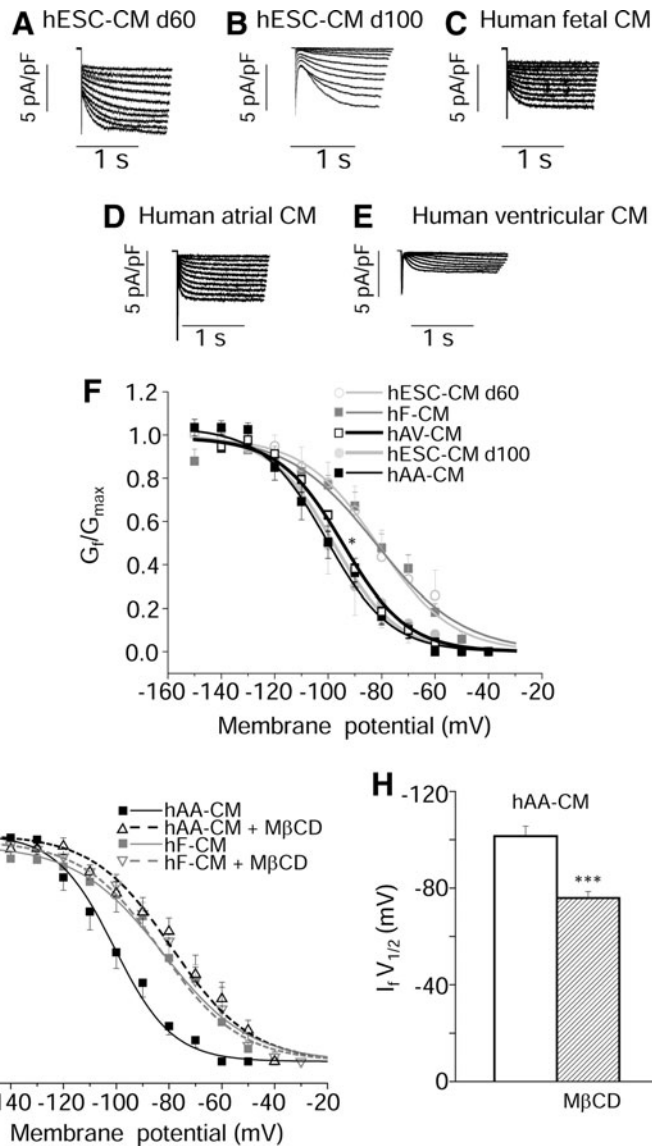 A hESC-CM d60
B hESC-CM d100
C Human fetal CM
5 pA/pF
5 pA/pF
5 pA/pF
1 s
1 s
1 s
D Human atrial CM
E Human ventricular CM
5 pA/pF
5 pA/pF
1 s
1 s
F
hESC-CM d60
hF-CM
hAV-CM
hESC-CM d100
hAA-CM
1.2
1.0
0.8
0.6
0.4
0.2
0.0
*
Gf/Gmax
-160 -140 -120 -100 -80 -60 -40 -20
Membrane potential (mV)
hAA-CM
hAA-CM + MβCD
hF-CM
hF-CM + MβCD
140 -120 -100 -80 -60 -40 -20
Membrane potential (mV)
H
hAA-CM
-120
-80
-40
0
***
If V1/2 (mV)
MβCD